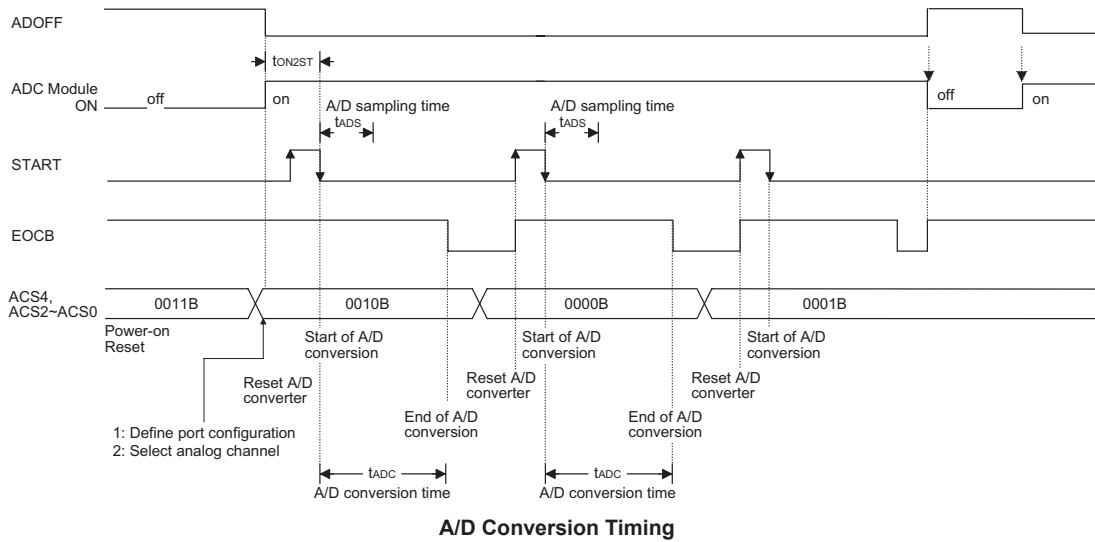 ADOFF
tON2ST
ADC Module
ON
off
on
off
on
A/D sampling time
tADS
A/D sampling time
tADS
START
EOCB
ACS4,
ACS2~ACS0
0011B
0010B
0000B
0001B
Power-on
Reset
Start of A/D
conversion
Start of A/D
conversion
Start of A/D
conversion
Reset A/D
converter
Reset A/D
converter
Reset A/D
converter
End of A/D
conversion
End of A/D
conversion
1: Define port configuration
2: Select analog channel
tADC
A/D conversion time
tADC
A/D conversion time
A/D Conversion Timing